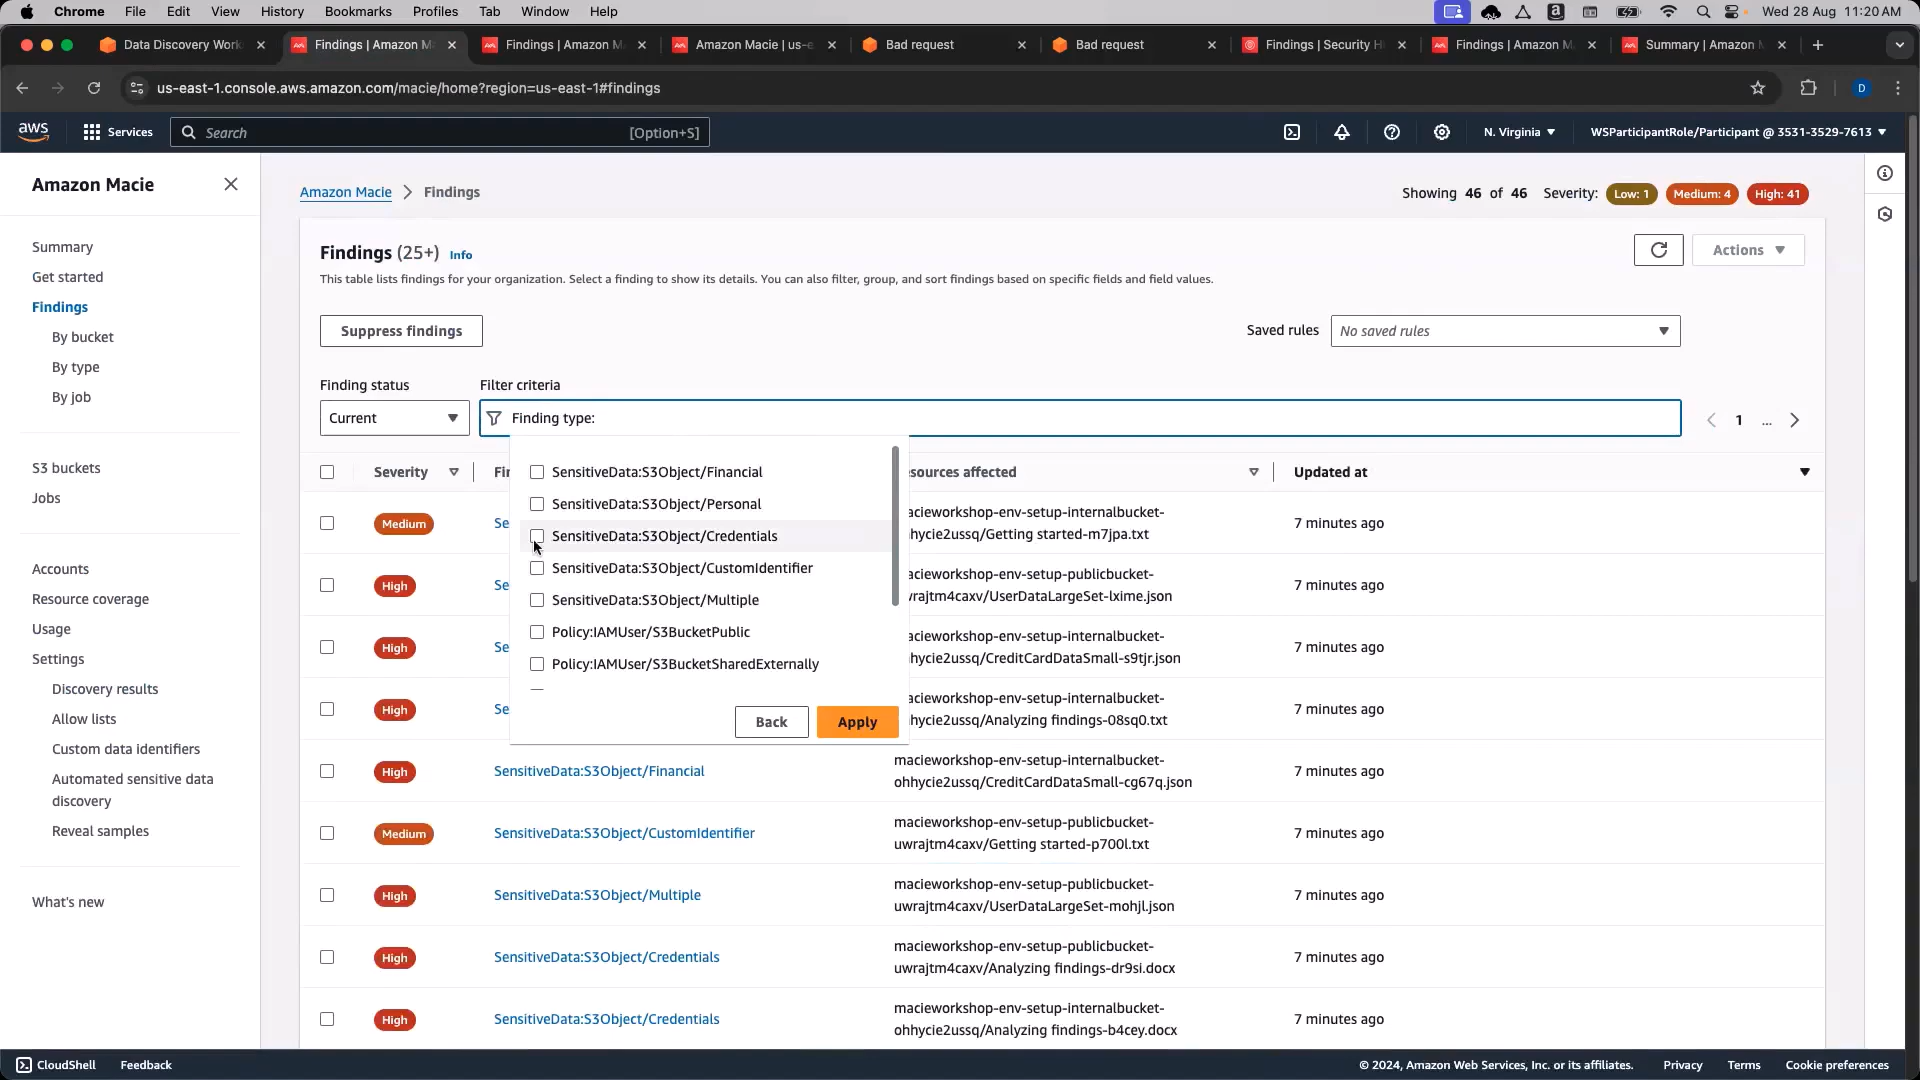 Chrome File Edit View History Bookmarks Profiles Tab Window Help
Wed 28 Aug 11:20 AM
Data Discovery Work
Findings | Amazon M
Findings | Amazon M
Amazon Macie | us-e
Bad request
Bad request
Findings | Security H
Findings | Amazon M
Summary | Amazon M
us-east-1.console.aws.amazon.com/macie/home?region=us-east-1#findings
D
aws
Services
Search
[Option+S]
N. Virginia
WSParticipantRole/Participant @ 3531-3529-7613
Amazon Macie
Summary
Get started
Findings
By bucket
By type
By job
S3 buckets
Jobs
Accounts
Resource coverage
Usage
Settings
Discovery results
Allow lists
Custom data identifiers
Automated sensitive data
discovery
Reveal samples
What's new
Amazon Macie > Findings
Showing 46 of 46 Severity: Low: 1 Medium: 4 High: 41
Findings (25+) Info
Actions
This table lists findings for your organization. Select a finding to show its details. You can also filter, group, and sort findings based on specific fields and field values.
Suppress findings
Saved rules
No saved rules
Finding status
Filter criteria
Current
Finding type:
1 ...
SensitiveData:S3Object/Financial
SensitiveData:S3Object/Personal
SensitiveData:S3Object/Credentials
SensitiveData:S3Object/CustomIdentifier
SensitiveData:S3Object/Multiple
Policy:IAMUser/S3BucketPublic
Policy:IAMUser/S3BucketSharedExternally
Back
Apply
Severity
Fi
sources affected
Updated at
Medium
Se
acieworkshop-env-setup-internalbucket-
hhycie2ussq/Getting started-m7jpa.txt
7 minutes ago
High
Se
acieworkshop-env-setup-publicbucket-
wrajtm4caxv/UserDataLargeSet-lxime.json
7 minutes ago
High
Se
acieworkshop-env-setup-internalbucket-
hhycie2ussq/CreditCardDataSmall-s9tjr.json
7 minutes ago
High
Se
acieworkshop-env-setup-internalbucket-
hhycie2ussq/Analyzing findings-08sq0.txt
7 minutes ago
High
SensitiveData:S3Object/Financial
macieworkshop-env-setup-internalbucket-
ohhycie2ussq/CreditCardDataSmall-cg67q.json
7 minutes ago
Medium
SensitiveData:S3Object/CustomIdentifier
macieworkshop-env-setup-publicbucket-
uwrajtm4caxv/Getting started-p700l.txt
7 minutes ago
High
SensitiveData:S3Object/Multiple
macieworkshop-env-setup-publicbucket-
uwrajtm4caxv/UserDataLargeSet-mohjl.json
7 minutes ago
High
SensitiveData:S3Object/Credentials
macieworkshop-env-setup-publicbucket-
uwrajtm4caxv/Analyzing findings-dr9si.docx
7 minutes ago
High
SensitiveData:S3Object/Credentials
macieworkshop-env-setup-internalbucket-
ohhycie2ussq/Analyzing findings-b4cey.docx
7 minutes ago
CloudShell
Feedback
© 2024, Amazon Web Services, Inc. or its affiliates.
Privacy
Terms
Cookie preferences